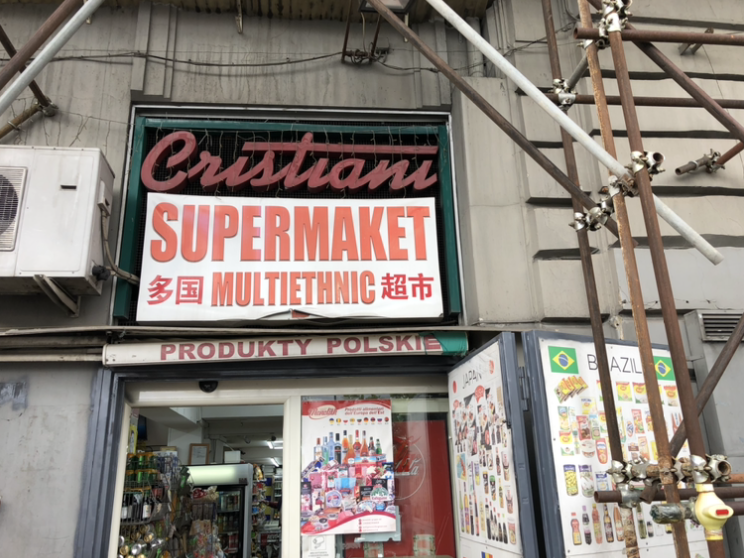 Cristiani
SUPERMAKET
多国 MULTIETHNIC 超市
PRODUKTY POLSKIE
JAPAN
BRAZIL